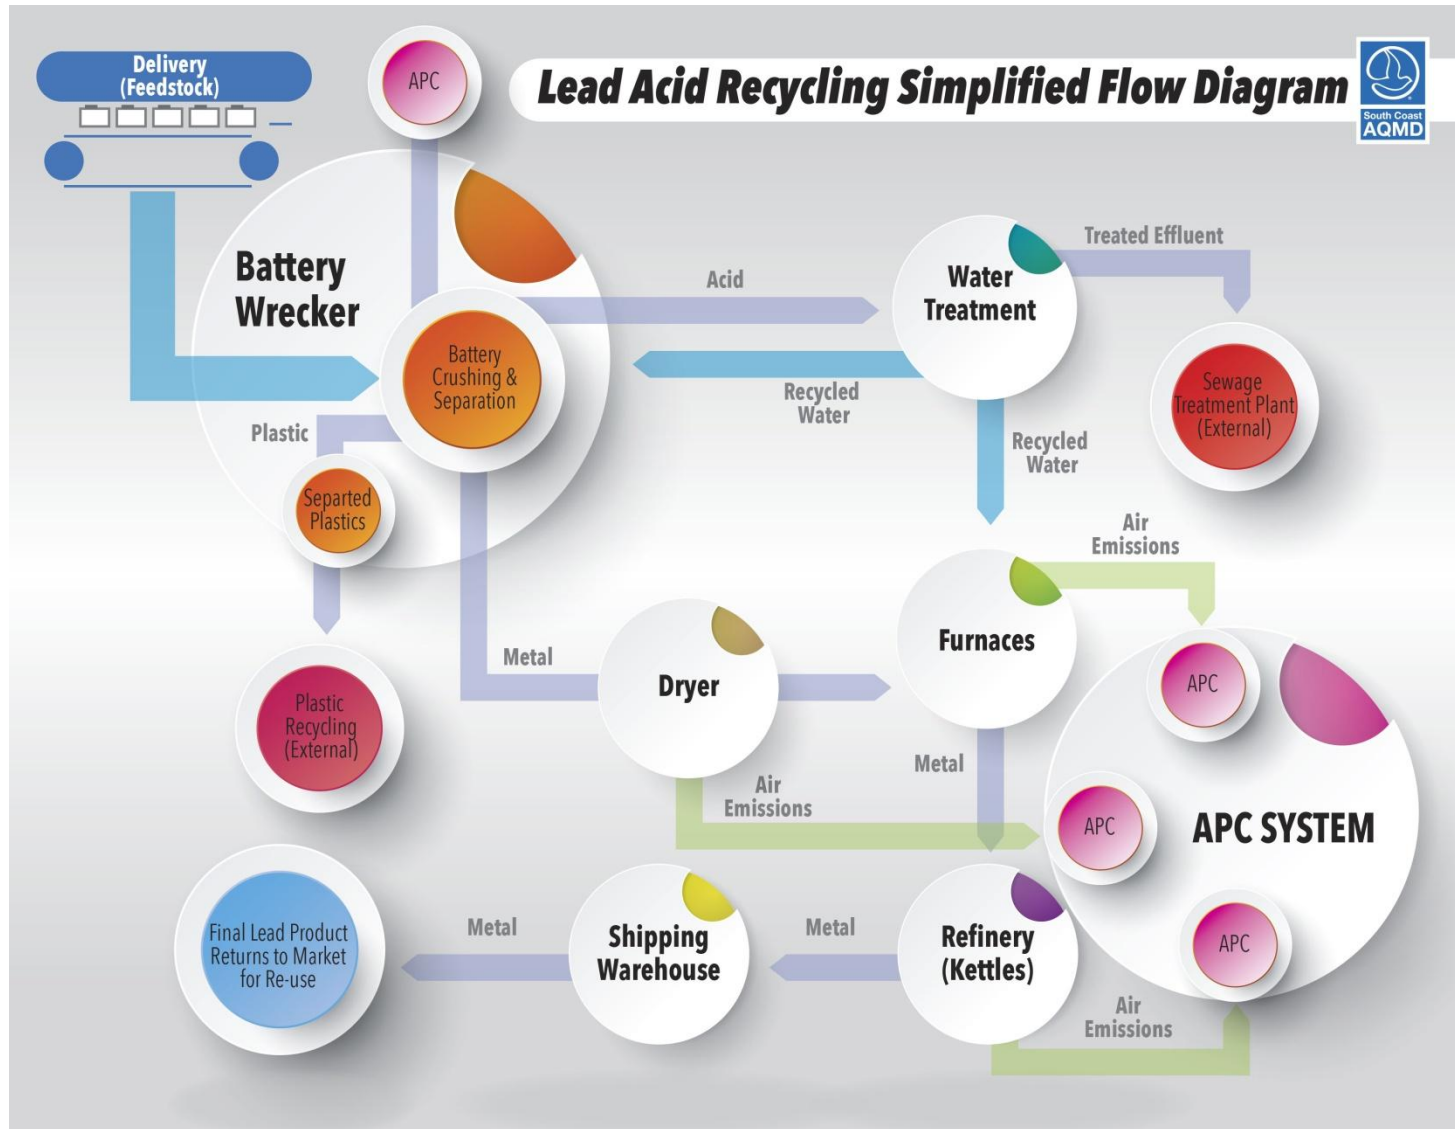 Delivery
(Feedstock)
APC
Lead Acid Recycling Simplified Flow Diagram
South Coast
AQMD
Battery
Wrecker
Battery
Crushing &
Separation
Acid
Water
Treatment
Treated Effluent
Recycled
Water
Sewage
Treatment Plant
(External)
Plastic
Separted
Plastics
Recycled
Water
Air
Emissions
Plastic
Recycling
(External)
Metal
Dryer
Furnaces
APC
Air
Emissions
Metal
APC
APC SYSTEM
Final Lead Product
Returns to Market
for Re-use
Metal
Shipping
Warehouse
Metal
Refinery
(Kettles)
APC
Air
Emissions